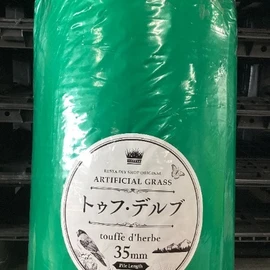 ARTIFICIAL GRASS
トゥフ・デルブ
touffe d'herbe
35mm
Pile Length